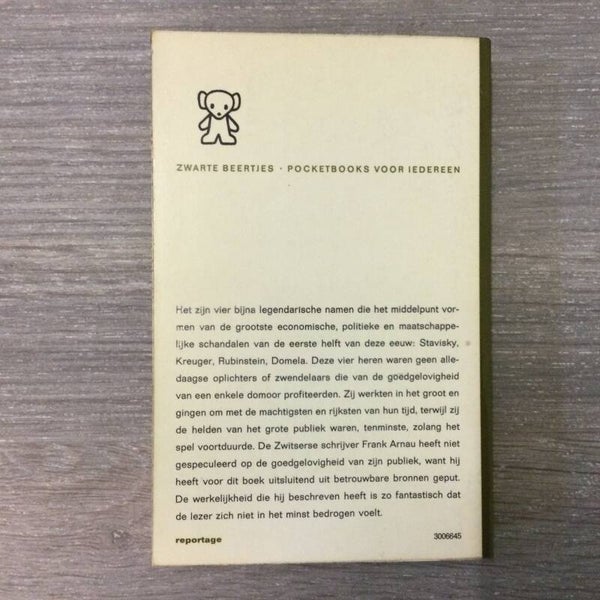 ZWARTE BEERTJES · POCKETBOOKS VOOR IEDEREEN
Het zijn vier bijna legendarische namen die het middelpunt vor-
men van de grootste economische, politieke en maatschappe-
lijke schandalen van de eerste helft van deze eeuw: Stavisky,
Kreuger, Rubinstein, Domela. Deze vier heren waren geen alle-
daagse oplichters of zwendelaars die van de goedgelovigheid
van een enkele domoor profiteerden. Zij werkten in het groot en
gingen om met de machtigsten en rijksten van hun tijd, terwijl zij
de helden van het grote publiek waren, tenminste, zolang het
spel voortduurde. De Zwitserse schrijver Frank Arnau heeft niet
gespeculeerd op de goedgelovigheid van zijn publiek, want hij
heeft voor dit boek uitsluitend uit betrouwbare bronnen geput.
De werkelijkheid die hij beschreven heeft is zo fantastisch dat
de lezer zich niet in het minst bedrogen voelt.
reportage 3006645